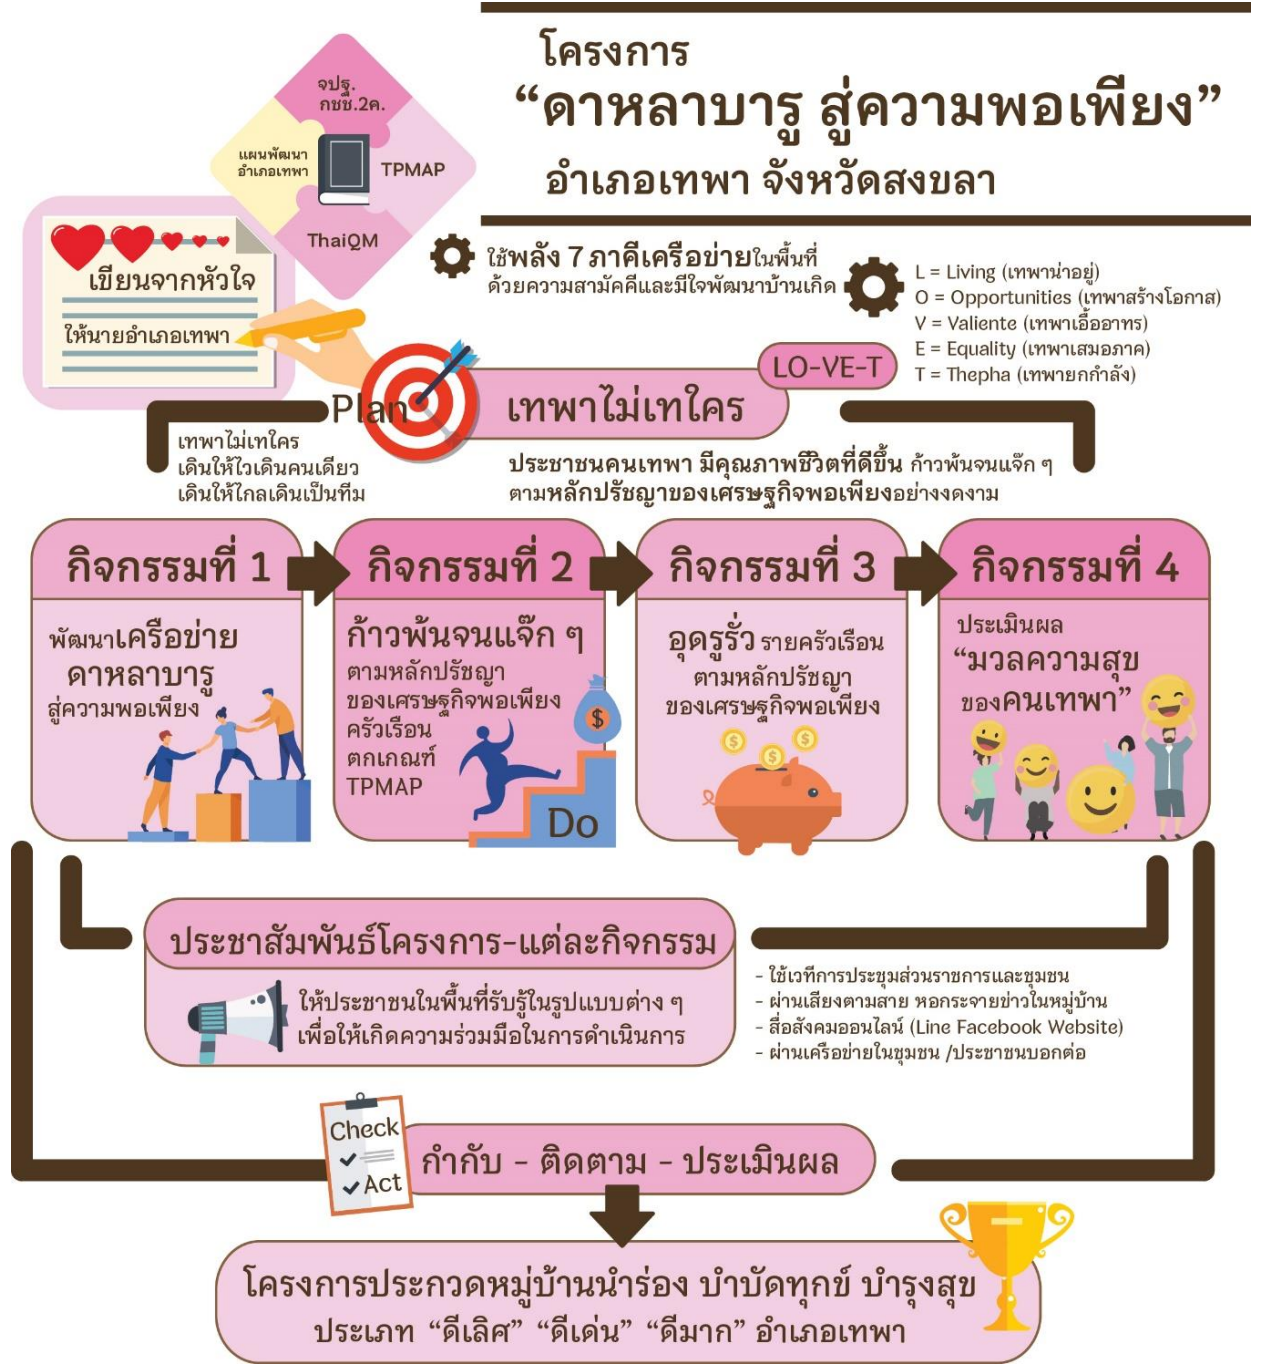 โครงการ
“ดาหลาบารู สู่ความพอเพียง”
อำเภอเทพา จังหวัดสงขลา
จปฐ.
กชช.2ค.
แผนพัฒนา
อำเภอเทพา
TPMAP
ThaiQM
เขียนจากหัวใจ
ให้นายอำเภอเทพา
ใช้พลัง 7 ภาคีเครือข่ายในพื้นที่
ด้วยความสามัคคีและมีใจพัฒนาบ้านเกิด
L = Living (เทพาน่าอยู่)
O = Opportunities (เทพาสร้างโอกาส)
V = Valiente (เทพาเอื้ออาทร)
E = Equality (เทพาเสมอภาค)
T = Thepha (เทพายกกำลัง)
LO-VE-T
Plan
เทพาไม่เทใคร
เทพาไม่เทใคร
เดินให้ไวเดินคนเดียว
เดินให้ไกลเดินเป็นทีม
ประชาชนคนเทพา มีคุณภาพชีวิตที่ดีขึ้น ก้าวพ้นจนแจ๊ก ๆ
ตามหลักปรัชญาของเศรษฐกิจพอเพียงอย่างงดงาม
กิจกรรมที่ 1
พัฒนาเครือข่าย
ดาหลาบารู
สู่ความพอเพียง
กิจกรรมที่ 2
ก้าวพ้นจนแจ๊ก ๆ
ตามหลักปรัชญา
ของเศรษฐกิจพอเพียง
ครัวเรือน
ตกเกณฑ์
TPMAP
$
Do
กิจกรรมที่ 3
อุดรูรั่ว รายครัวเรือน
ตามหลักปรัชญา
ของเศรษฐกิจพอเพียง
$ $ $
กิจกรรมที่ 4
ประเมินผล
“มวลความสุข
ของคนเทพา”
ประชาสัมพันธ์โครงการ-แต่ละกิจกรรม
ให้ประชาชนในพื้นที่รับรู้ในรูปแบบต่าง ๆ
เพื่อให้เกิดความร่วมมือในการดำเนินการ
- ใช้เวทีการประชุมส่วนราชการและชุมชน
- ผ่านเสียงตามสาย หอกระจายข่าวในหมู่บ้าน
- สื่อสังคมออนไลน์ (Line Facebook Website)
- ผ่านเครือข่ายในชุมชน /ประชาชนบอกต่อ
Check
Act
กำกับ - ติดตาม - ประเมินผล
โครงการประกวดหมู่บ้านนำร่อง บำบัดทุกข์ บำรุงสุข
ประเภท “ดีเลิศ” “ดีเด่น” “ดีมาก” อำเภอเทพา